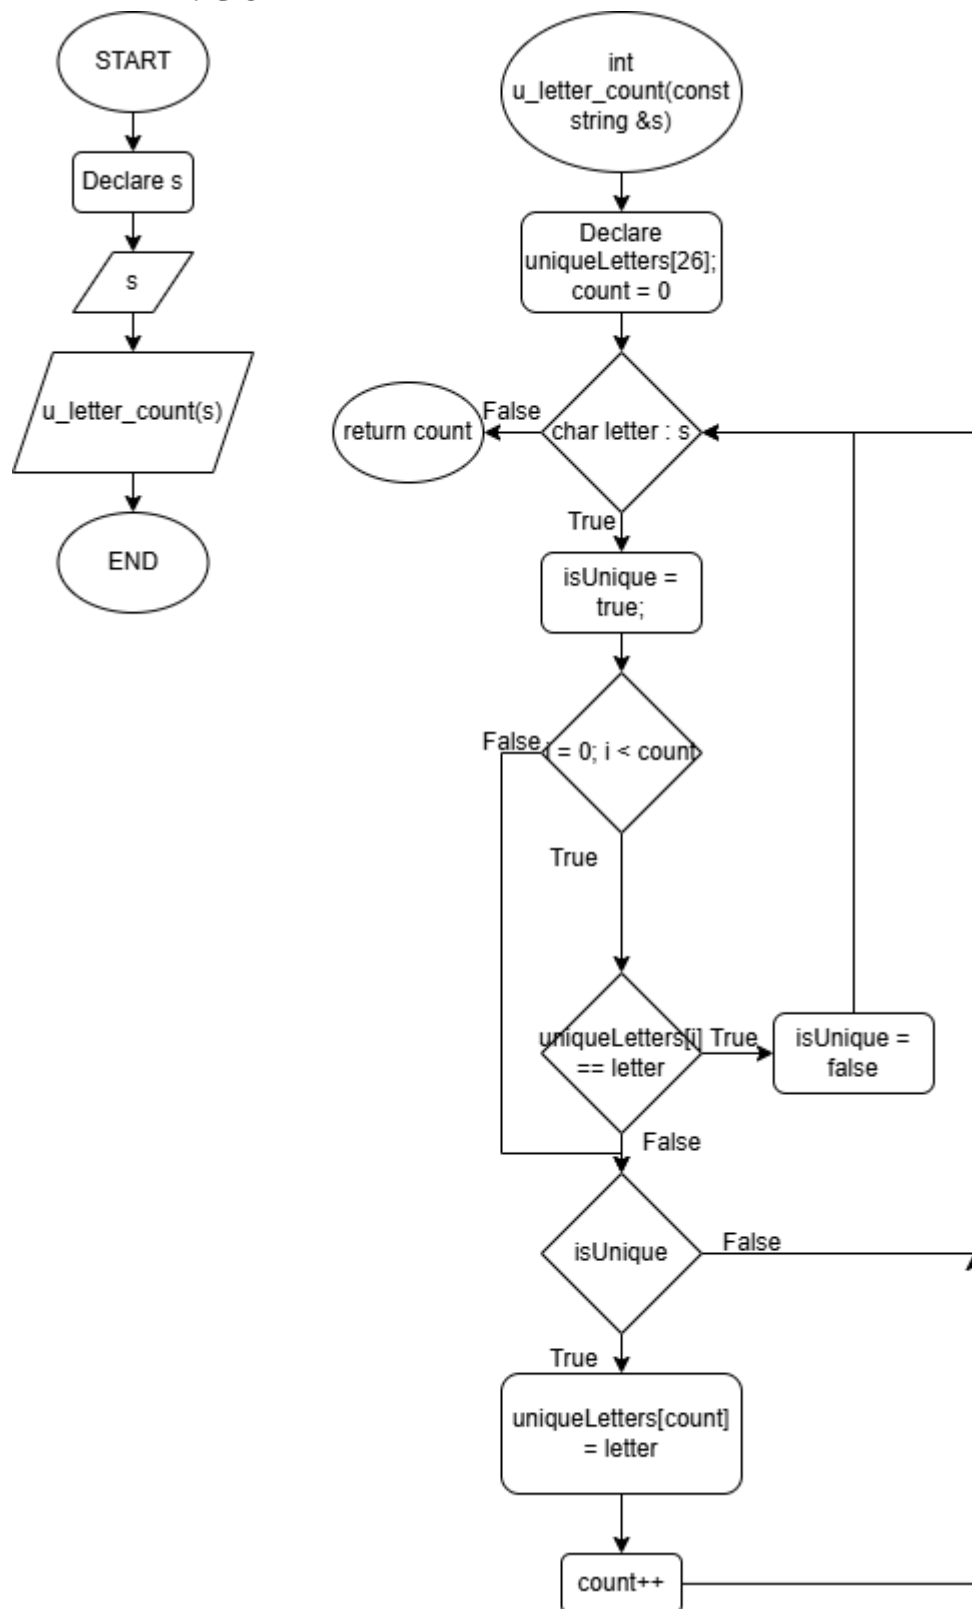 START
Declare s
s
u_letter_count(s)
END
int
u_letter_count(const
string &s)
Declare
uniqueLetters[26];
count = 0
return count
False
char letter : s
True
isUnique =
true;
False
i = 0; i < count
True
uniqueLetters[i]
== letter
True
isUnique =
false
False
isUnique
False
True
uniqueLetters[count]
= letter
count++